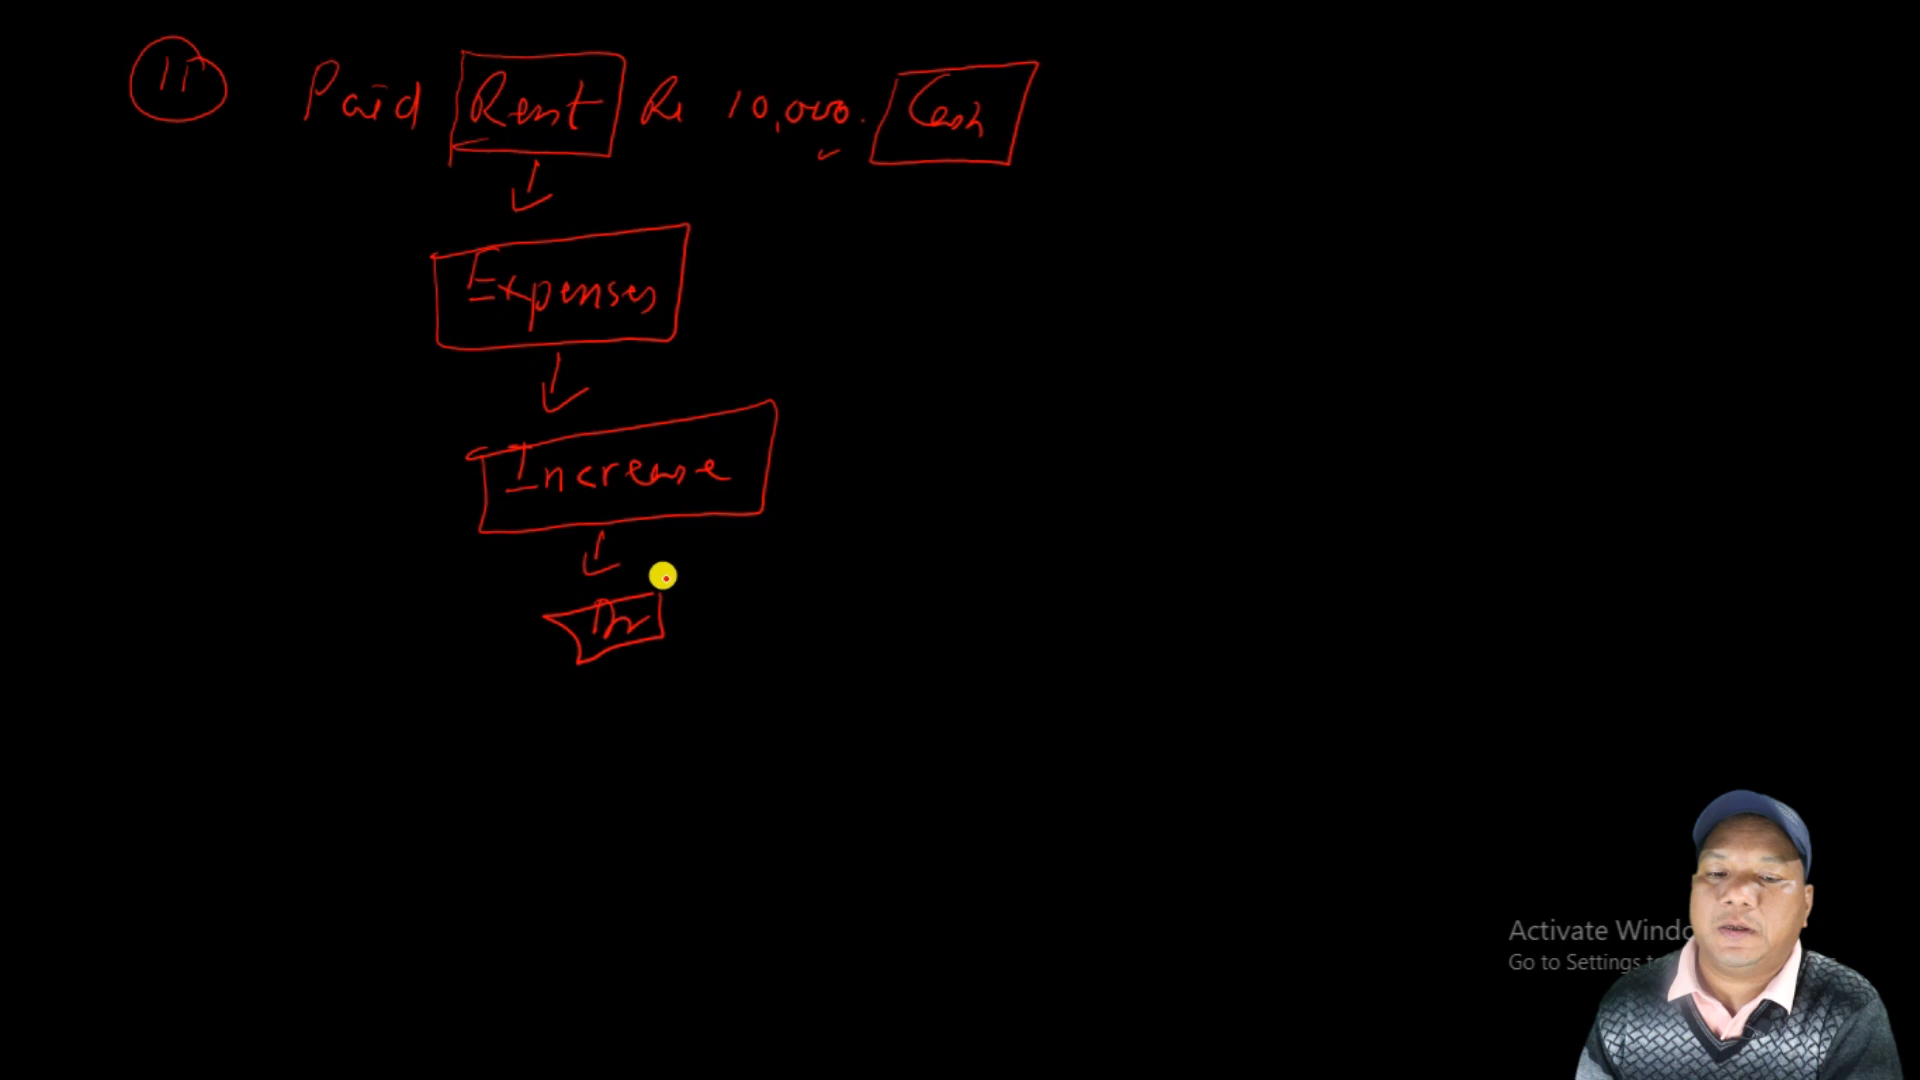 11 Paid Rent Rs 10,000. Cash
Expenses
Increase
Dr
Activate Windo
Go to Settings t